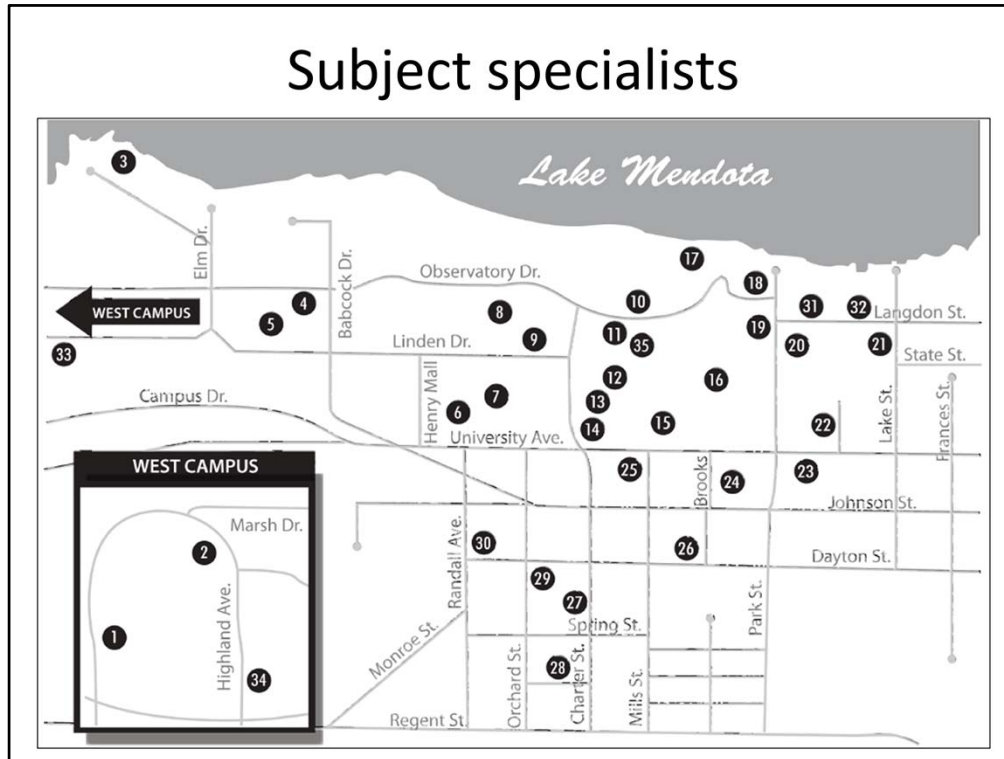 Subject specialists
3
Lake Mendota
17
Elm Dr.
Babcock Dr.
Observatory Dr.
18
WEST CAMPUS
4
5
8
10
31
32
Langdon St.
33
Linden Dr.
9
11
35
19
20
21
State St.
Campus Dr.
Henry Mall
6
7
12
13
14
15
16
22
Lake St.
Frances St.
University Ave.
WEST CAMPUS
25
Brooks
24
23
Johnson St.
Marsh Dr.
2
1
Highland Ave.
34
Randall Ave.
30
26
Dayton St.
29
27
Spring St.
Park St.
Monroe St.
Orchard St.
28
Charter St.
Mills St.
Regent St.